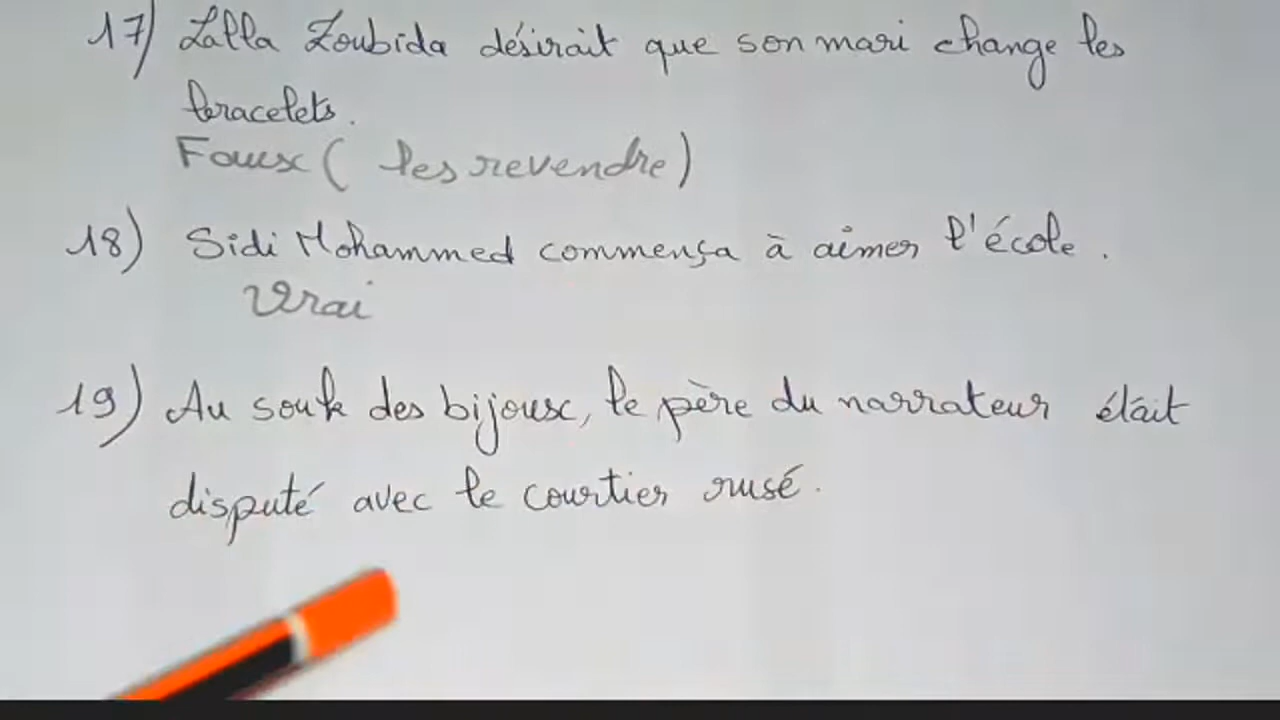 17) Lalla Zoubida désirait que son mari change les
bracelets.
Faux ( les revendre)
18) Sidi Mohammed commença à aimer l'école.
Vrai
19) Au souk des bijoux, le père du narrateur était
disputé avec le courtier rusé.